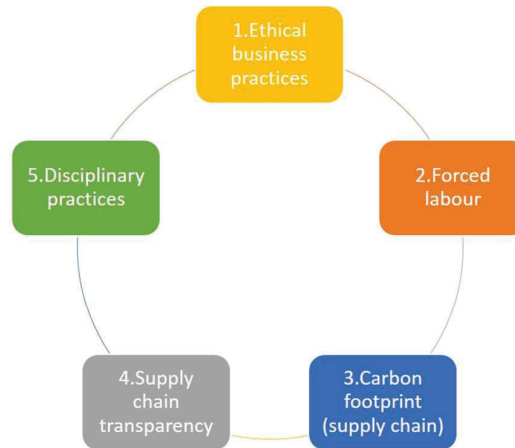 1.Ethical
business
practices
2.Forced
labour
3.Carbon
footprint
(supply chain)
4.Supply
chain
transparency
5.Disciplinary
practices